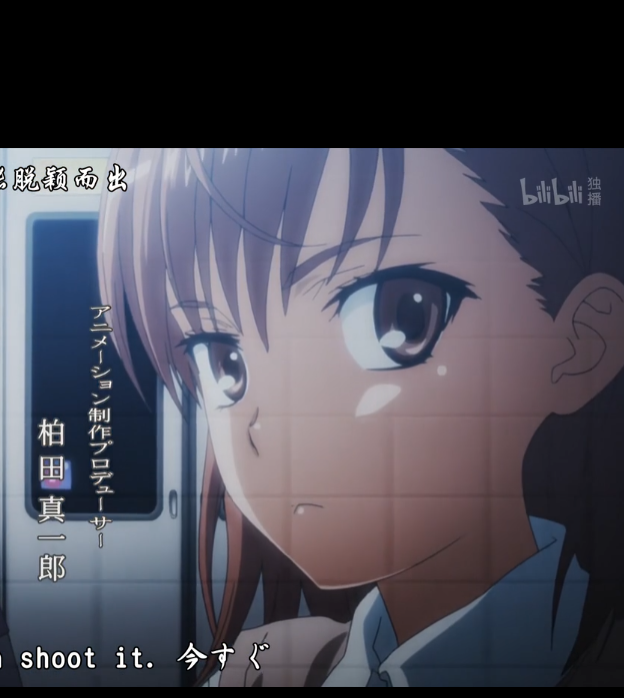 脱颖而出
bilibili 独播
アニメーション制作プロデューサー
柏田真一郎
shoot it. 今すぐ